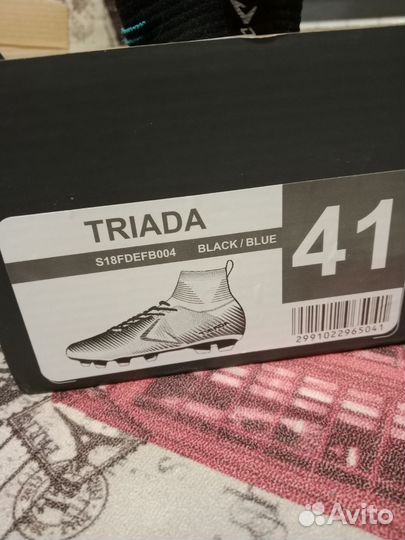 TRIADA
S18FDEFB004 BLACK / BLUE
41
2991022965041
Avito